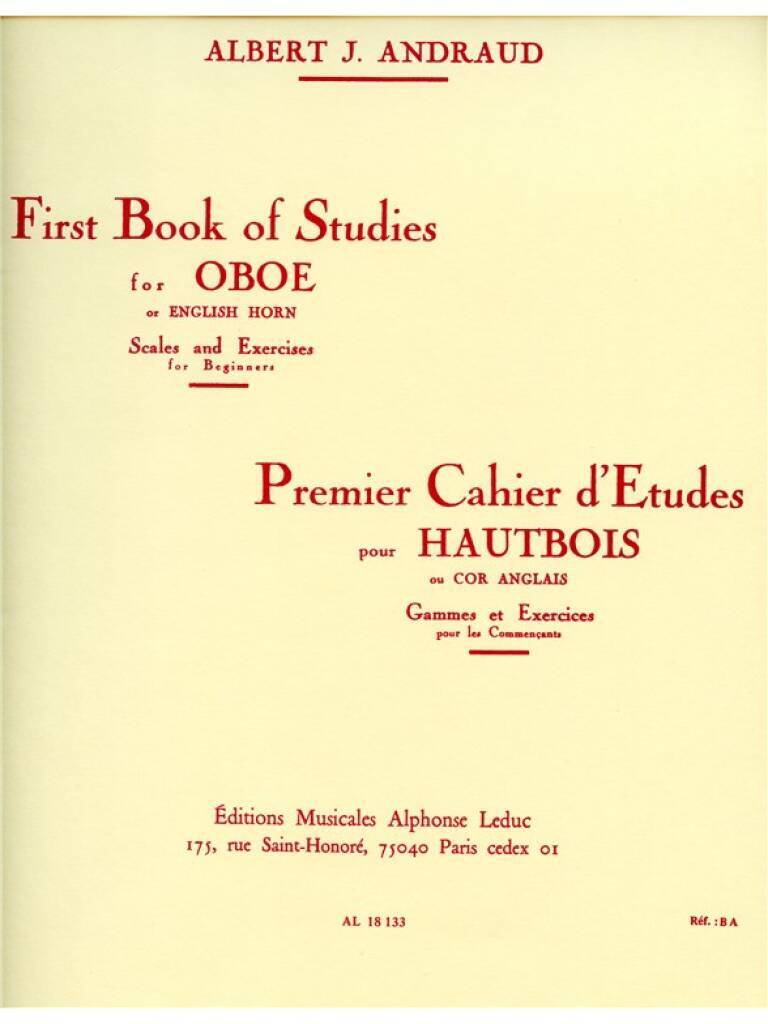 ALBERT J. ANDRAUD
First Book of Studies
for OBOE
or ENGLISH HORN
Scales and Exercises
for Beginners
Premier Cahier d'Etudes
pour HAUTBOIS
ou COR ANGLAIS
Gammes et Exercices
pour les Commençants
Éditions Musicales Alphonse Leduc
175, rue Saint-Honoré, 75040 Paris cedex 01
AL 18 133
Réf. : BA